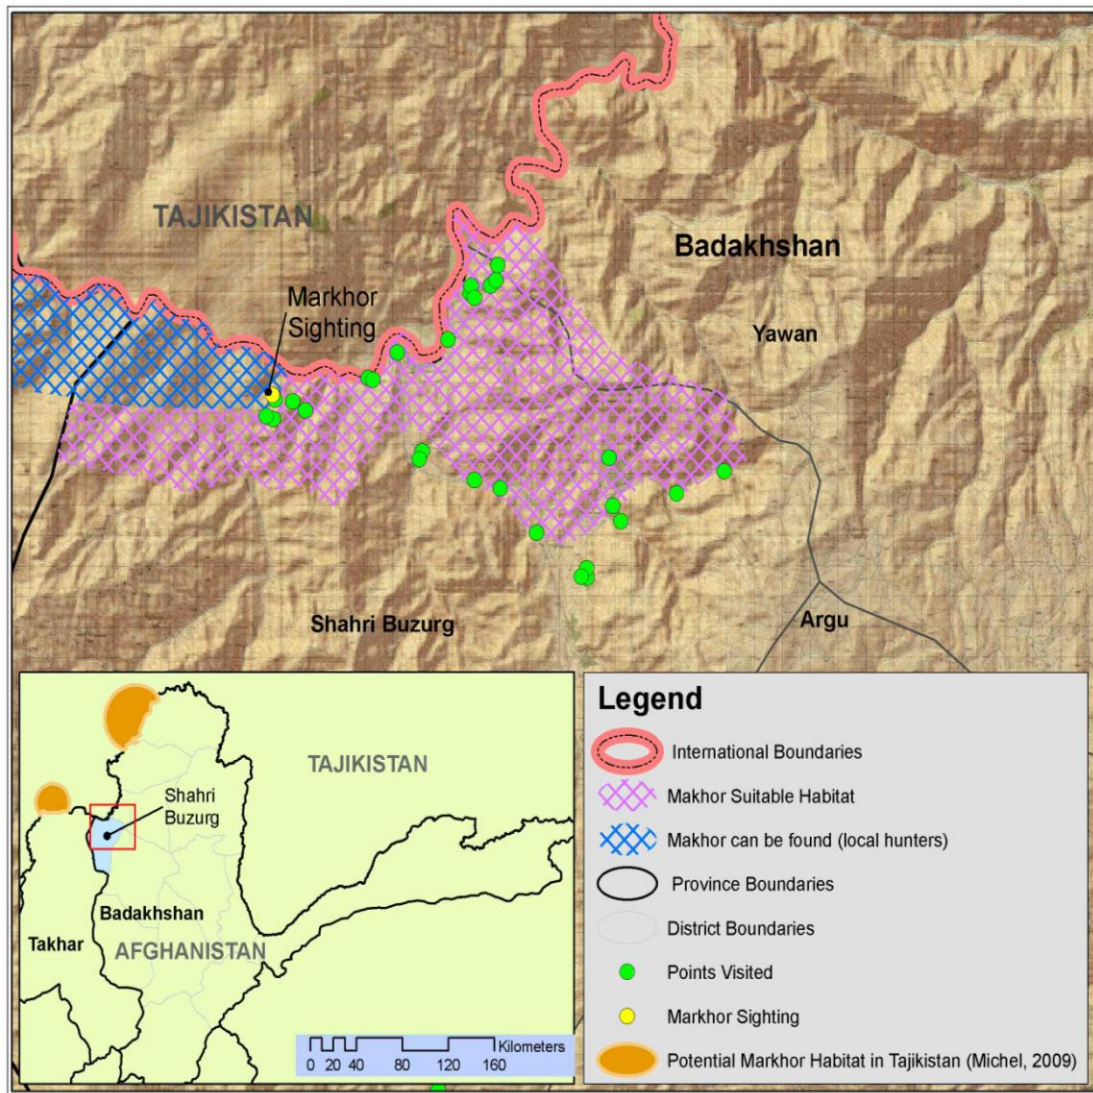 TAJIKISTAN
Badakhshan
Markhor
Sighting
Yawan
Shahri Buzurg
Argu
TAJIKISTAN
Shahri
Buzurg
Badakhshan
Takhar
AFGHANISTAN
Kilometers
0 20 40 80 120 160
Legend
International Boundaries
Makhor Suitable Habitat
Makhor can be found (local hunters)
Province Boundaries
District Boundaries
Points Visited
Markhor Sighting
Potential Markhor Habitat in Tajikistan (Michel, 2009)